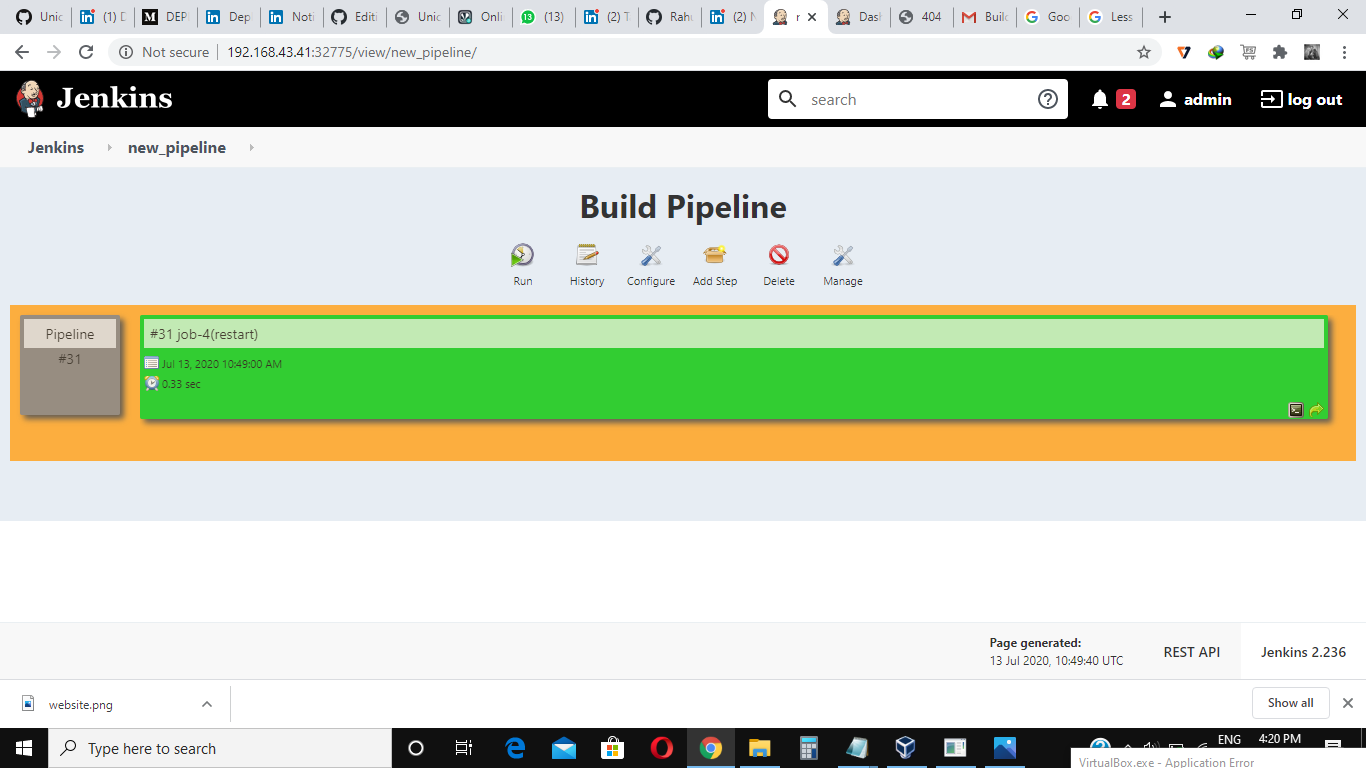 Unic
(1) D
DEPl
Dep
Noti
Editi
Unic
Onli
(13)
(2) T
Rahu
(2) N
Dash
404
Build
Goo
Less
Not secure
192.168.43.41:32775/view/new_pipeline/
Jenkins
search
2
admin
log out
Jenkins
new_pipeline
Build Pipeline
Run
History
Configure
Add Step
Delete
Manage
Pipeline
#31
#31 job-4(restart)
Jul 13, 2020 10:49:00 AM
0.33 sec
Page generated:
13 Jul 2020, 10:49:40 UTC
REST API
Jenkins 2.236
website.png
Show all
Type here to search
ENG
4:20 PM
VirtualBox.exe - Application Error